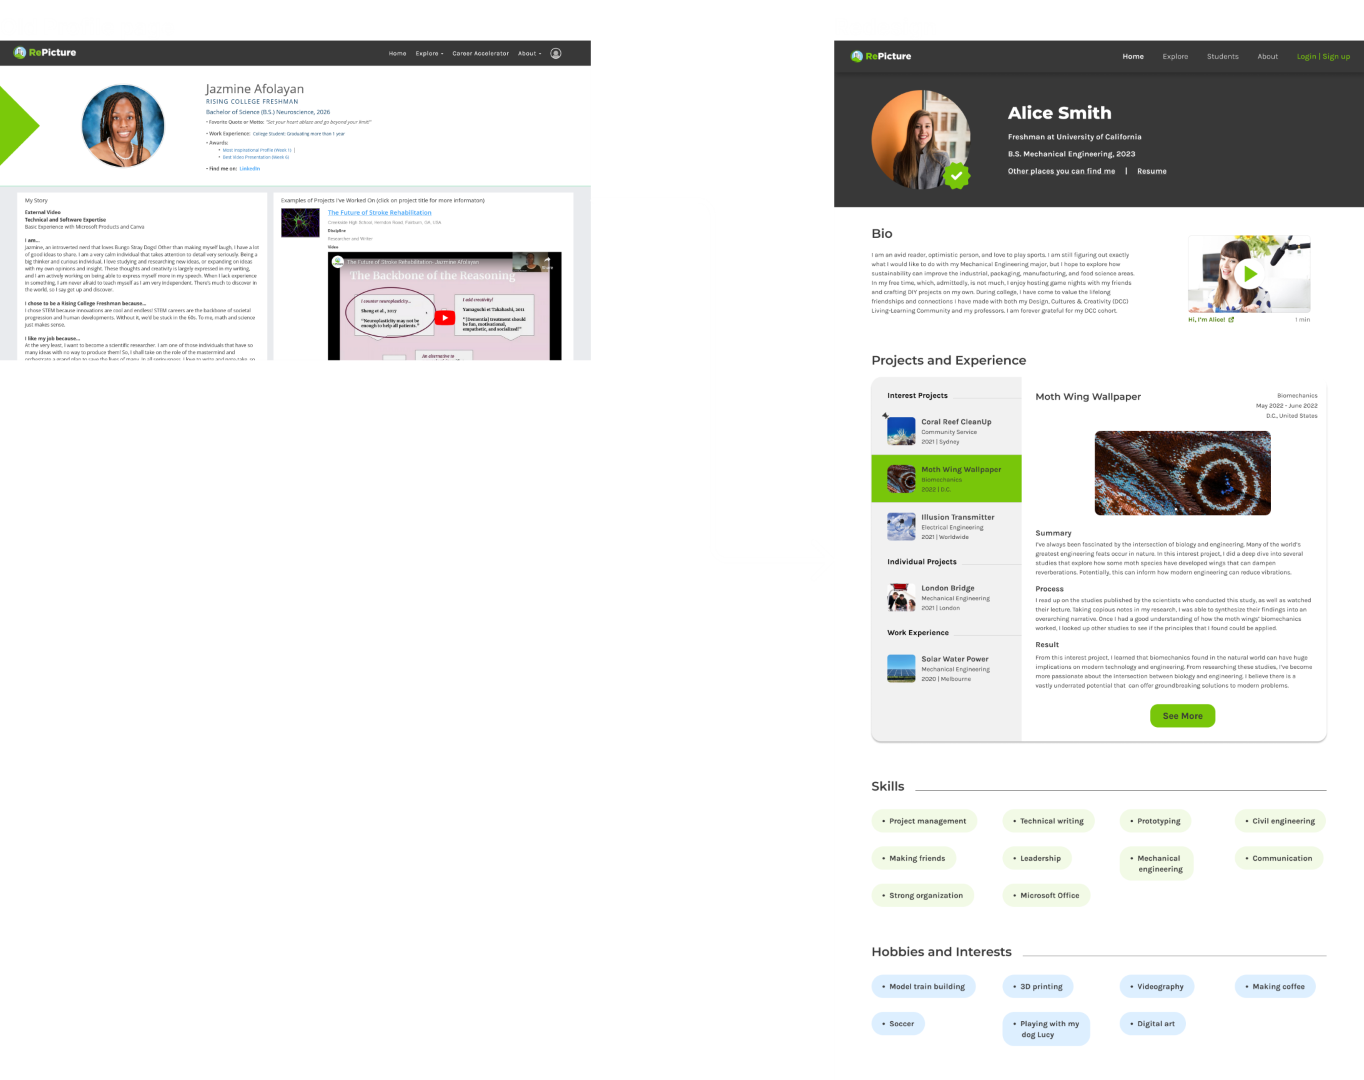 RePicture
Home Explore Career Accelerator About
Jazmine Afolayan
RISING COLLEGE FRESHMAN
Bachelor of Science (B.S.) Neuroscience, 2026
• Favorite Quote or Motto: "Set your heart ablaze and go beyond your limit!"
• Work Experience: College Student: Graduating more than 1 year
• Awards:
• Most Inspirational Profile (Week 1) |
• Best Video Presentation (Week 6)
• Find me on: LinkedIn
My Story
External Video
Technical and Software Expertise
Basic Experience with Microsoft Products and Canva
I am...
Jazmine, an introverted nerd that loves Bungo Stray Dogs! Other than making myself laugh, I have a lot
of good ideas to share. I am a very calm individual that takes attention to detail very seriously. Being a
big thinker and curious individual, I love studying and researching new ideas, or expanding on ideas
with my own opinions and insight. These thoughts and creativity is largely expressed in my writing,
and I am actively working on being able to express myself more in my speech. When I lack experience
in something, I am never afraid to teach myself as I am very independent. There's much to discover in
the world, so I say get up and discover.
I chose to be a Rising College Freshman because...
I chose STEM because innovations are cool and endless! STEM careers are the backbone of societal
progression and human developments. Without it, we'd be stuck in the 60s. To me, math and science
just makes sense.
I like my job because...
At the very least, I want to become a scientific researcher. I am one of those individuals that have so
many ideas with no way to produce them! So, I shall take on the role of the mastermind and
Examples of Projects I've Worked On (click on project title for more informaton)
The Future of Stroke Rehabilitation
Discipline
Researcher and Writer
Video
The Future of Stroke Rehabilitation- Jazmine Afolayan
The Backbone of the Reasoning
I counter neuroplasticity...
Sheng et al., 2017
"Neuroplasticity may not be
enough to help all patients."
I add creativity!
Yamaguchi et Takahashi, 2021
"[Dementia] treatment should
be fun, motivational,
empathetic, and socialized!"
An alternative to
RePicture
Home Explore Students About Login | Sign up
Alice Smith
Freshman at University of California
B.S. Mechanical Engineering, 2023
Other places you can find me | Resume
Bio
I am an avid reader, optimistic person, and love to play sports. I am still figuring out exactly
what I would like to do with my Mechanical Engineering major, but I hope to explore how
sustainability can improve the industrial, packaging, manufacturing, and food science areas.
In my free time, which, admittedly, is not much, I enjoy hosting game nights with my friends
and crafting DIY projects on my own. During college, I have come to value the lifelong
friendships and connections I have made with both my Design, Cultures & Creativity (DCC)
Living-Learning Community and my professors. I am forever grateful for my DCC cohort.
Hi, I'm Alice! 1 min
Projects and Experience
Interest Projects
Coral Reef CleanUp
Community Service
2021 | Sydney
Moth Wing Wallpaper
Biomechanics
2022 | D.C.
Illusion Transmitter
Electrical Engineering
2021 | Worldwide
Individual Projects
London Bridge
Mechanical Engineering
2021 | London
Work Experience
Solar Water Power
Mechanical Engineering
2020 | Melbourne
Moth Wing Wallpaper
Biomechanics
May 2022 - June 2022
D.C., United States
Summary
I've always been fascinated by the intersection of biology and engineering. Many of the world's
greatest engineering feats occur in nature. In this interest project, I did a deep dive into several
studies that explore how some moth species have developed wings that can dampen
reverberations. Potentially, this can inform how modern engineering can reduce vibrations.
Process
I read up on the studies published by the scientists who conducted this study, as well as watched
their lecture. Taking copious notes in my research, I was able to synthesize their findings into an
overarching narrative. Once I had a good understanding of how the moth wings' biomechanics
worked, I looked up other studies to see if the principles that I found could be applied.
Result
From this interest project, I learned that biomechanics found in the natural world can have huge
implications on modern technology and engineering. From researching these studies, I've become
more passionate about the intersection between biology and engineering. I believe there is a
vastly underrated potential that can offer groundbreaking solutions to modern problems.
See More
Skills
• Project management • Technical writing • Prototyping • Civil engineering
• Making friends • Leadership • Mechanical engineering • Communication
• Strong organization • Microsoft Office
Hobbies and Interests
• Model train building • 3D printing • Videography • Making coffee
• Soccer • Playing with my dog Lucy • Digital art